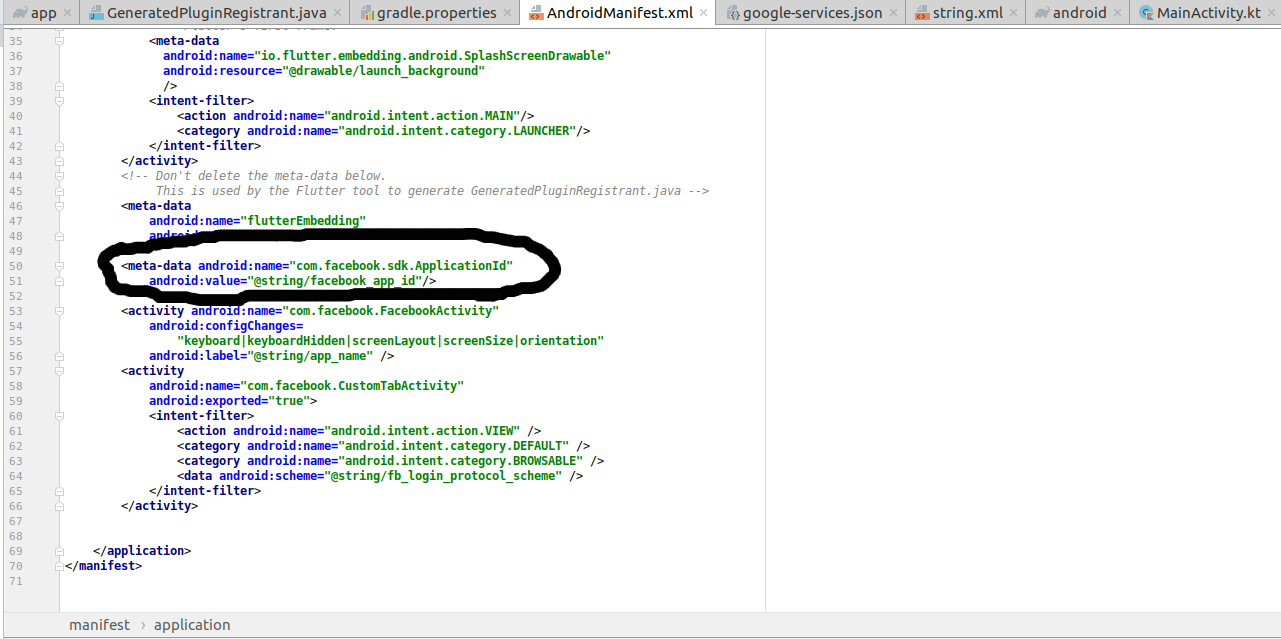 app × GeneratedPluginRegistrant.java × gradle.properties × AndroidManifest.xml × google-services.json × string.xml × android × MainActivity.kt ×
35 <meta-data
36 android:name="io.flutter.embedding.android.SplashScreenDrawable"
37 android:resource="@drawable/launch_background"
38 />
39 <intent-filter>
40 <action android:name="android.intent.action.MAIN"/>
41 <category android:name="android.intent.category.LAUNCHER"/>
42 </intent-filter>
43 </activity>
44 <!-- Don't delete the meta-data below.
45 This is used by the Flutter tool to generate GeneratedPluginRegistrant.java -->
46 <meta-data
47 android:name="flutterEmbedding"
48
49
50 <meta-data android:name="com.facebook.sdk.ApplicationId"
51 android:value="@string/facebook_app_id"/>
52
53 <activity android:name="com.facebook.FacebookActivity"
54 android:configChanges=
55 "keyboard|keyboardHidden|screenLayout|screenSize|orientation"
56 android:label="@string/app_name" />
57 <activity
58 android:name="com.facebook.CustomTabActivity"
59 android:exported="true">
60 <intent-filter>
61 <action android:name="android.intent.action.VIEW" />
62 <category android:name="android.intent.category.DEFAULT" />
63 <category android:name="android.intent.category.BROWSABLE" />
64 <data android:scheme="@string/fb_login_protocol_scheme" />
65 </intent-filter>
66 </activity>
67
68
69 </application>
70 </manifest>
71
manifest › application